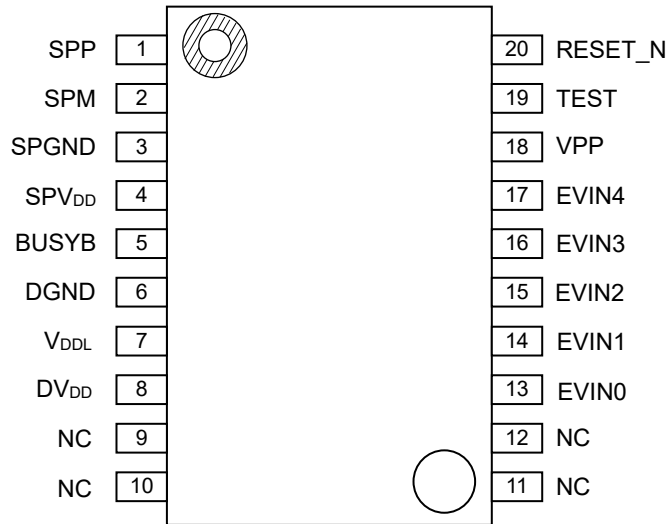 SPP 1 20 RESET_N
SPM 2 19 TEST
SPGND 3 18 VPP
SPVDD 4 17 EVIN4
BUSYB 5 16 EVIN3
DGND 6 15 EVIN2
VDDL 7 14 EVIN1
DVDD 8 13 EVIN0
NC 9 12 NC
NC 10 11 NC